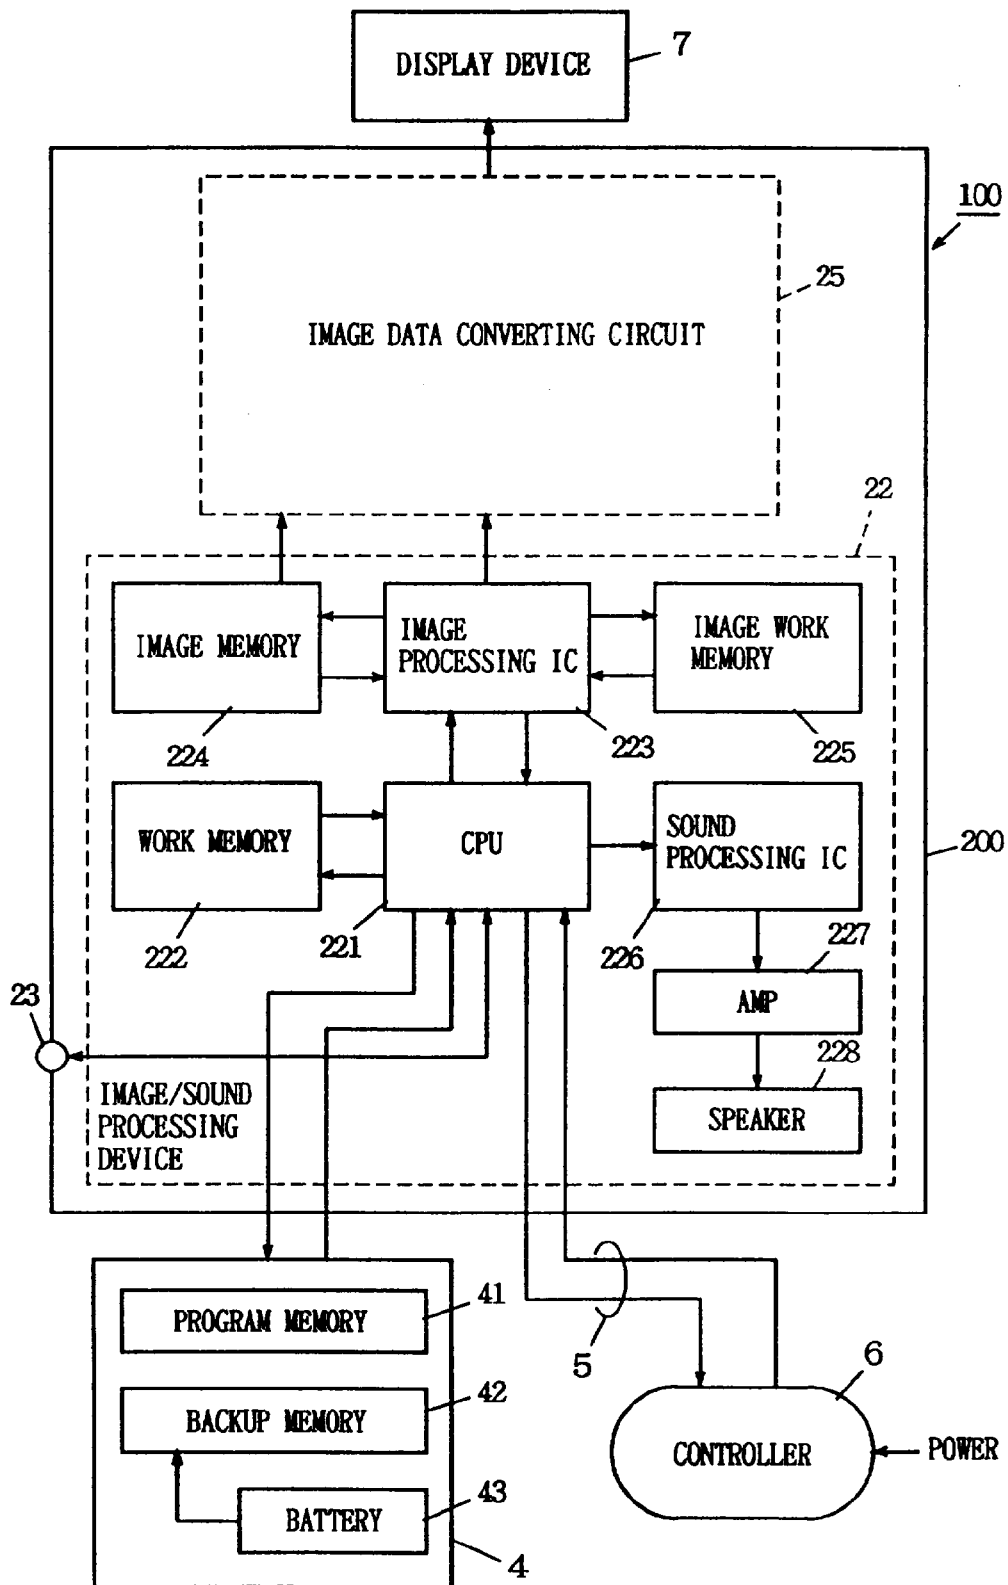 DISPLAY DEVICE
7
100
25
IMAGE DATA CONVERTING CIRCUIT
22
IMAGE MEMORY
IMAGE
PROCESSING IC
IMAGE WORK
MEMORY
224
223
225
WORK MEMORY
CPU
SOUND
PROCESSING IC
200
222
221
226
227
23
AMP
228
IMAGE/SOUND
PROCESSING
DEVICE
SPEAKER
PROGRAM MEMORY
41
5
6
BACKUP MEMORY
42
CONTROLLER
POWER
BATTERY
43
4